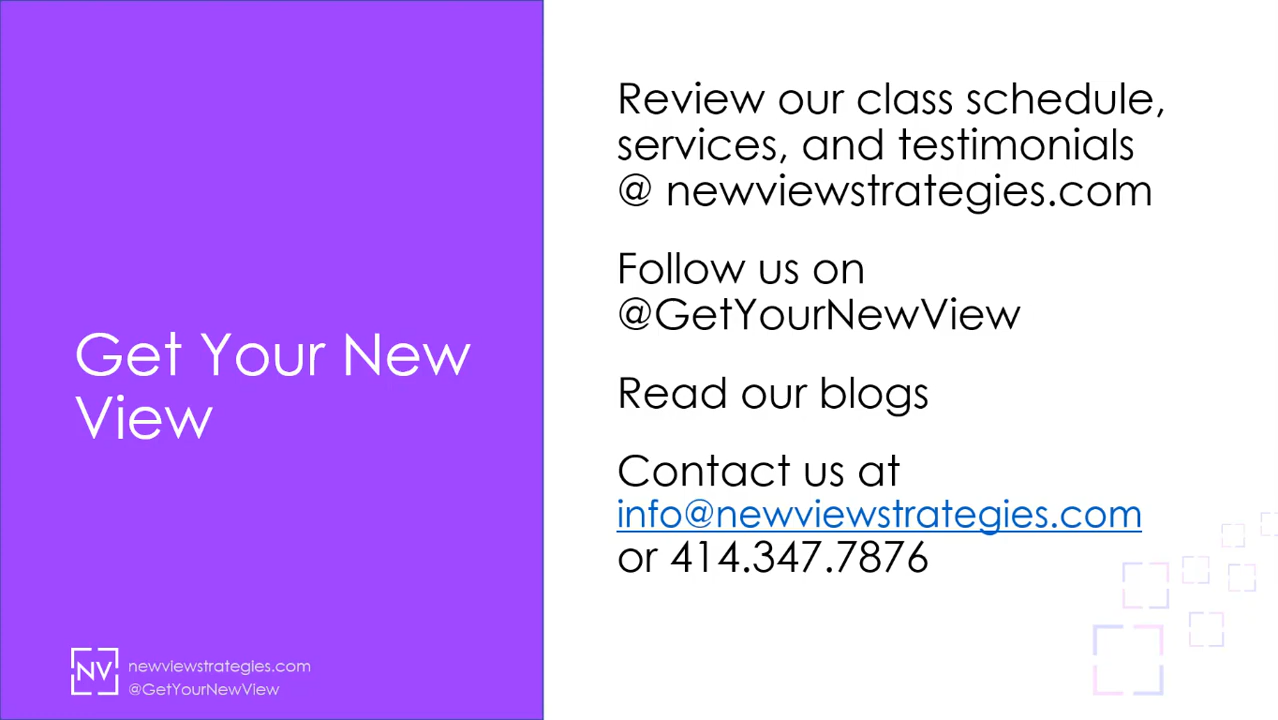 Get Your New
View
Review our class schedule,
services, and testimonials
@ newviewstrategies.com
Follow us on
@GetYourNewView
Read our blogs
Contact us at
info@newviewstrategies.com
or 414.347.7876
NV
newviewstrategies.com
@GetYourNewView